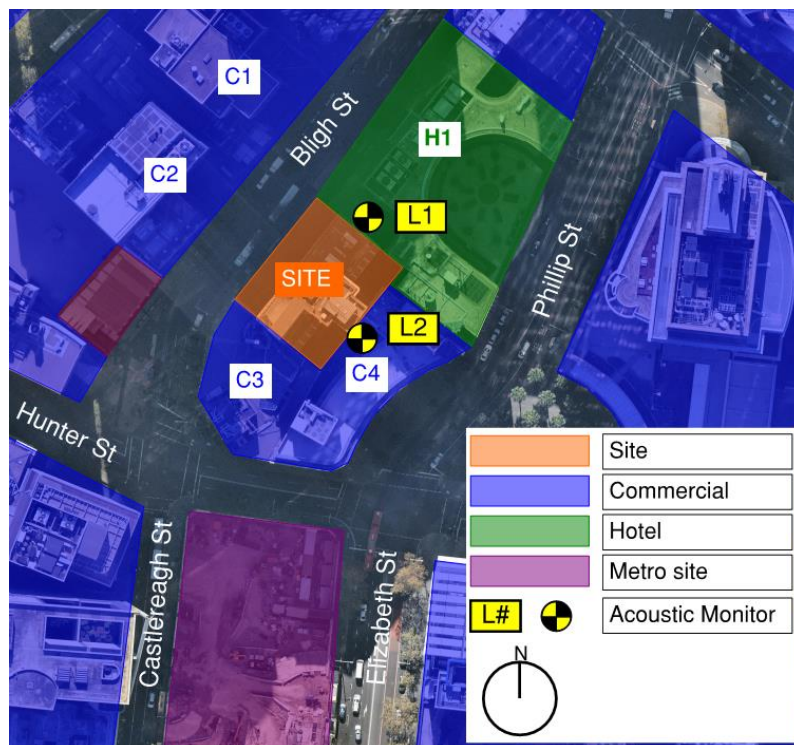 C1
Bligh St
H1
C2
L1
Phillip St
SITE
L2
C3
C4
Hunter St
Castlereagh St
Elizabeth St
Site
Commercial
Hotel
Metro site
L#
Acoustic Monitor
N